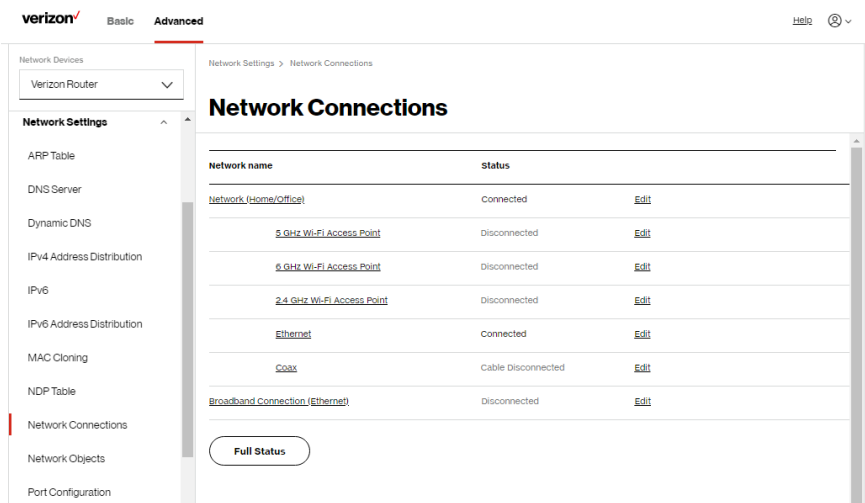 verizon✓ Basic Advanced Help
Network Devices
Verizon Router
Network Settings
ARP Table
DNS Server
Dynamic DNS
IPv4 Address Distribution
IPv6
IPv6 Address Distribution
MAC Cloning
NDP Table
Network Connections
Network Objects
Port Configuration
Network Settings > Network Connections
Network Connections
Network name Status
Network (Home/Office) Connected Edit
5 GHz Wi-Fi Access Point Disconnected Edit
6 GHz Wi-Fi Access Point Disconnected Edit
2.4 GHz Wi-Fi Access Point Disconnected Edit
Ethernet Connected Edit
Coax Cable Disconnected Edit
Broadband Connection (Ethernet) Disconnected Edit
Full Status